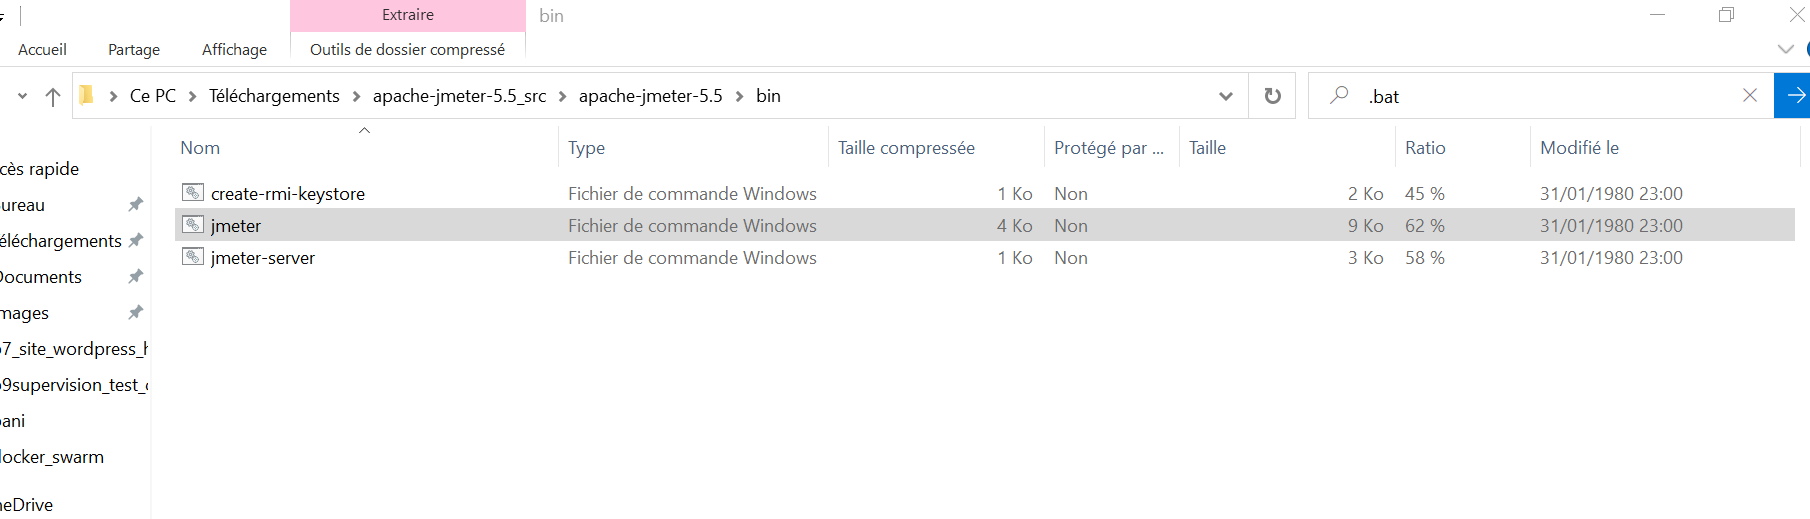 Extraire bin
Accueil Partage Affichage Outils de dossier compressé
Ce PC Téléchargements apache-jmeter-5.5_src apache-jmeter-5.5 bin .bat
Nom Type Taille compressée Protégé par ... Taille Ratio Modifié le
cès rapide
create-rmi-keystore Fichier de commande Windows 1 Ko Non 2 Ko 45 % 31/01/1980 23:00
ureau
jmeter Fichier de commande Windows 4 Ko Non 9 Ko 62 % 31/01/1980 23:00
éléchargements
jmeter-server Fichier de commande Windows 1 Ko Non 3 Ko 58 % 31/01/1980 23:00
Documents
mages
7_site_wordpress_h
9supervision_test_c
ani
locker_swarm
neDrive